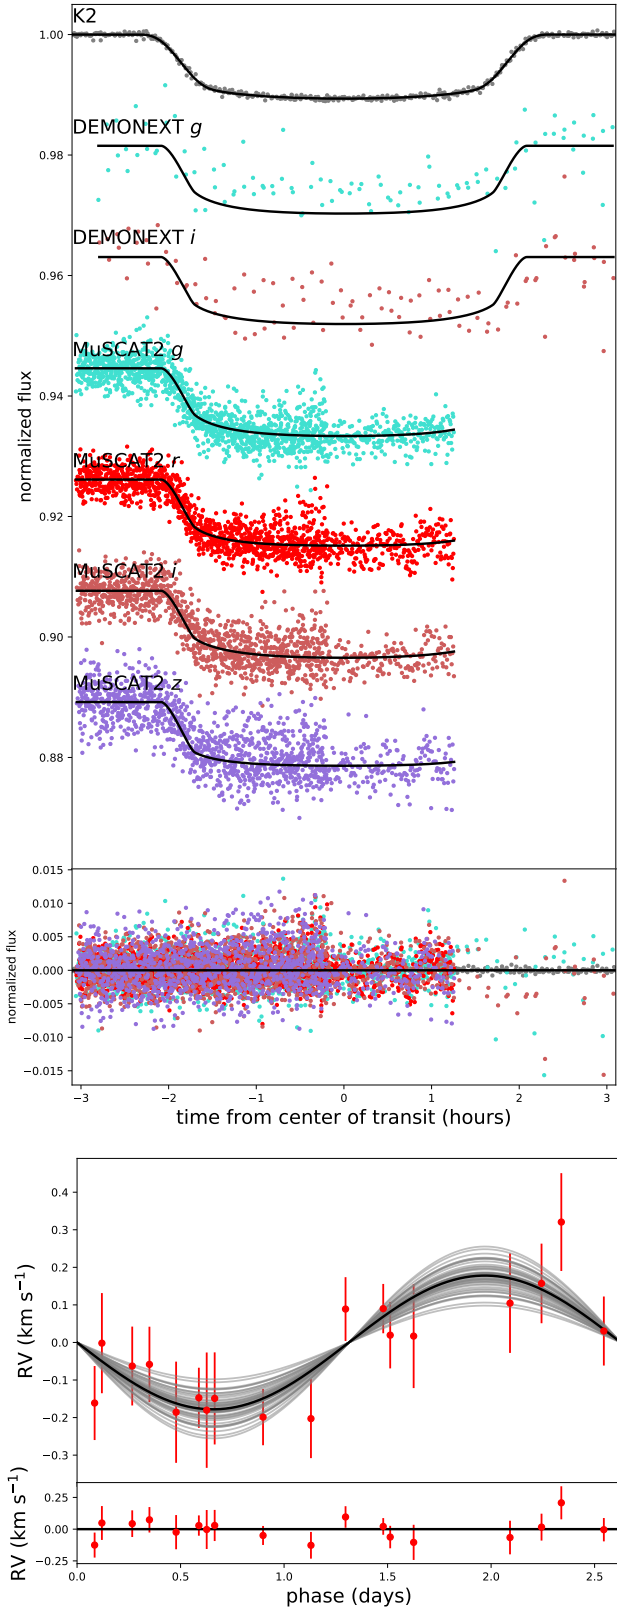 K2
1.00
DEMONEXT g
0.98
DEMONEXT i
0.96
MuSCAT2 g
0.94
normalized flux
MuSCAT2 r
0.92
MuSCAT2 i
0.90
MuSCAT2 z
0.88
0.015
0.010
0.005
0.000
−0.005
−0.010
−0.015
normalized flux
−3 −2 −1 0 1 2 3
time from center of transit (hours)
0.4
0.3
0.2
0.1
0.0
−0.1
−0.2
−0.3
RV (km s⁻¹)
0.25
0.00
−0.25
RV (km s⁻¹)
0.0 0.5 1.0 1.5 2.0 2.5
phase (days)